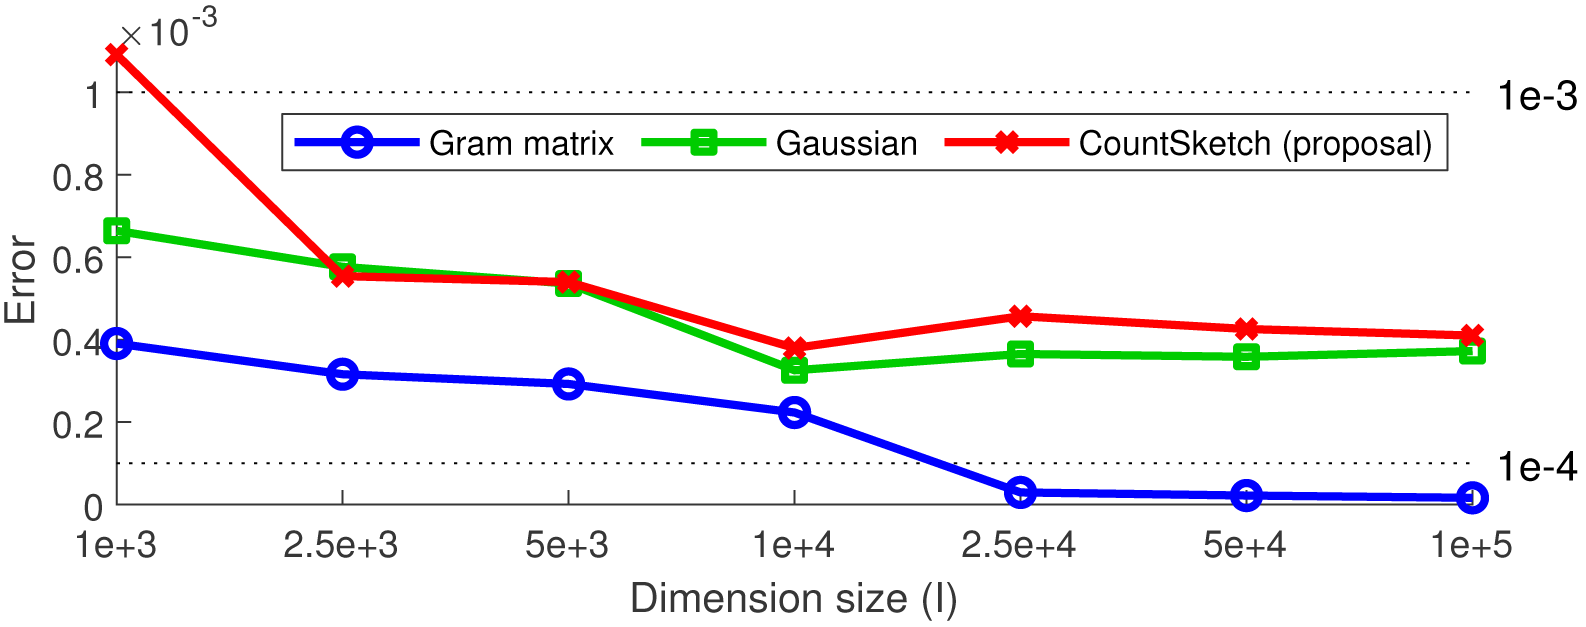 ×10-3
1
1e-3
Gram matrix
Gaussian
CountSketch (proposal)
0.8
0.6
Error
0.4
0.2
1e-4
0
1e+3
2.5e+3
5e+3
1e+4
2.5e+4
5e+4
1e+5
Dimension size (I)